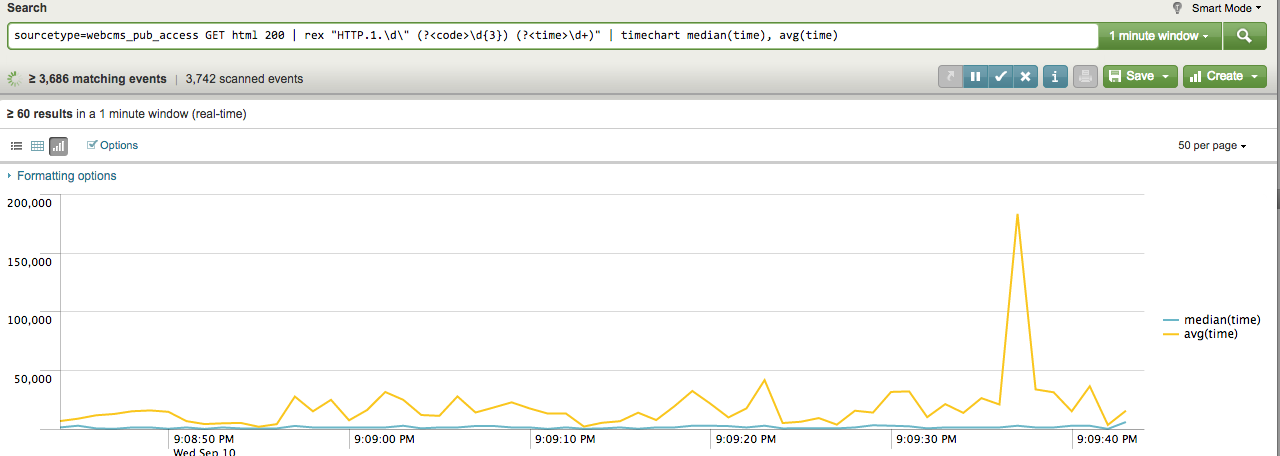 Search
Smart Mode
sourcetype=webcms_pub_access GET html 200 | rex "HTTP.1.\d\" (?<code>\d{3}) (?<time>\d+)" | timechart median(time), avg(time)
1 minute window
≥ 3,686 matching events | 3,742 scanned events
Save
Create
≥ 60 results in a 1 minute window (real-time)
Options
50 per page
Formatting options
200,000
150,000
100,000
50,000
median(time)
avg(time)
9:08:50 PM 9:09:00 PM 9:09:10 PM 9:09:20 PM 9:09:30 PM 9:09:40 PM
Wed Sep 10